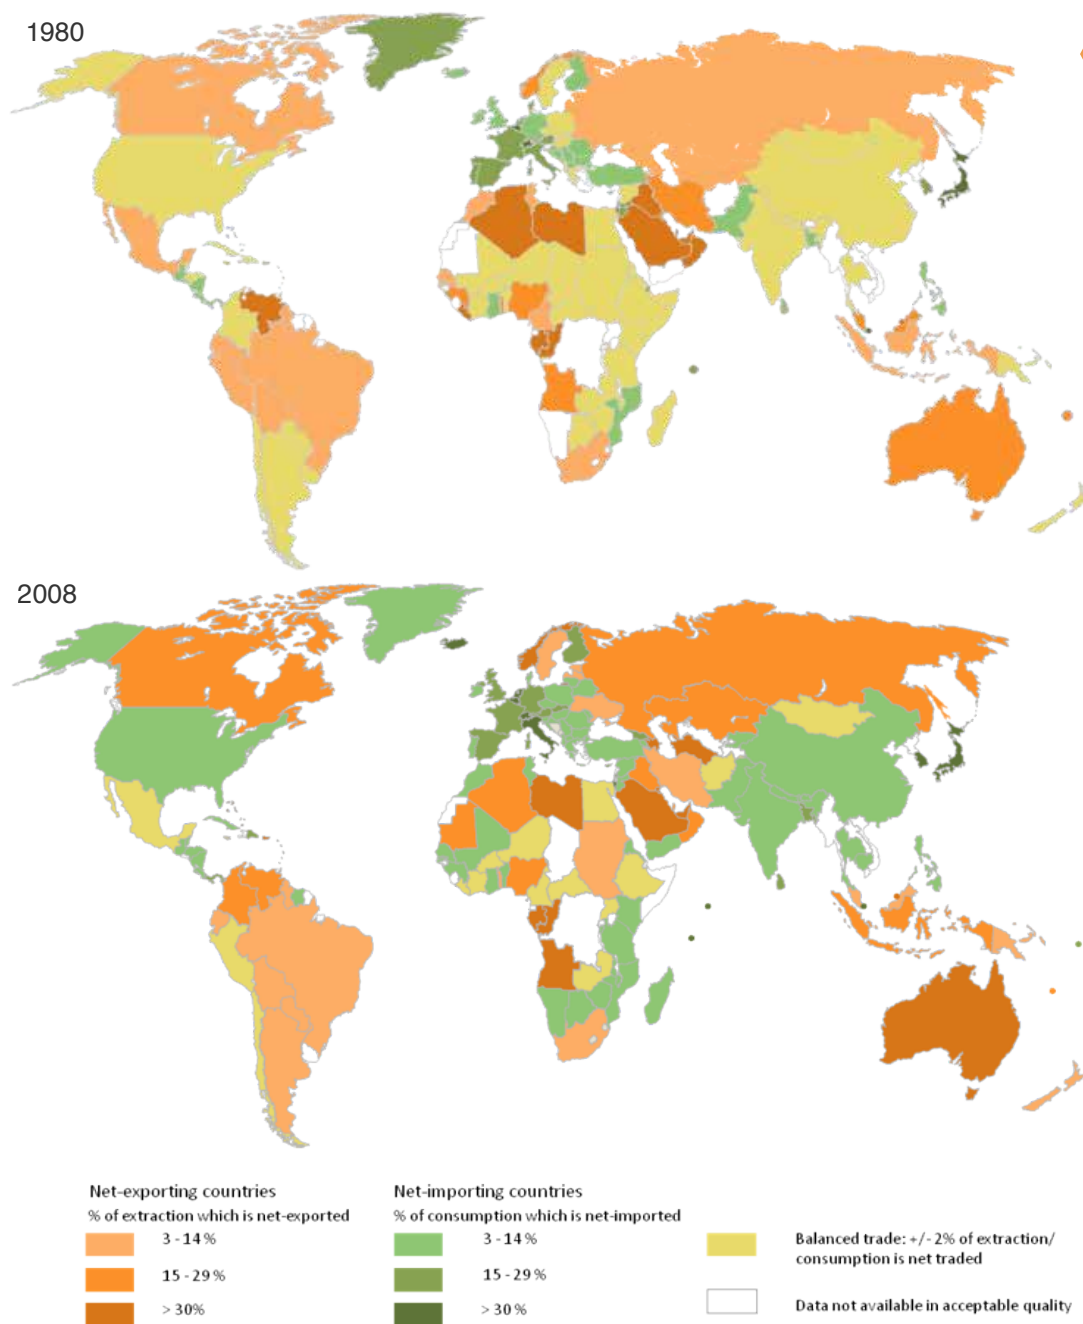 1980
2008
Net-exporting countries
% of extraction which is net-exported
3 - 14 %
15 - 29 %
> 30%
Net-importing countries
% of consumption which is net-imported
3 - 14 %
15 - 29 %
> 30 %
Balanced trade: +/- 2% of extraction/
consumption is net traded
Data not available in acceptable quality